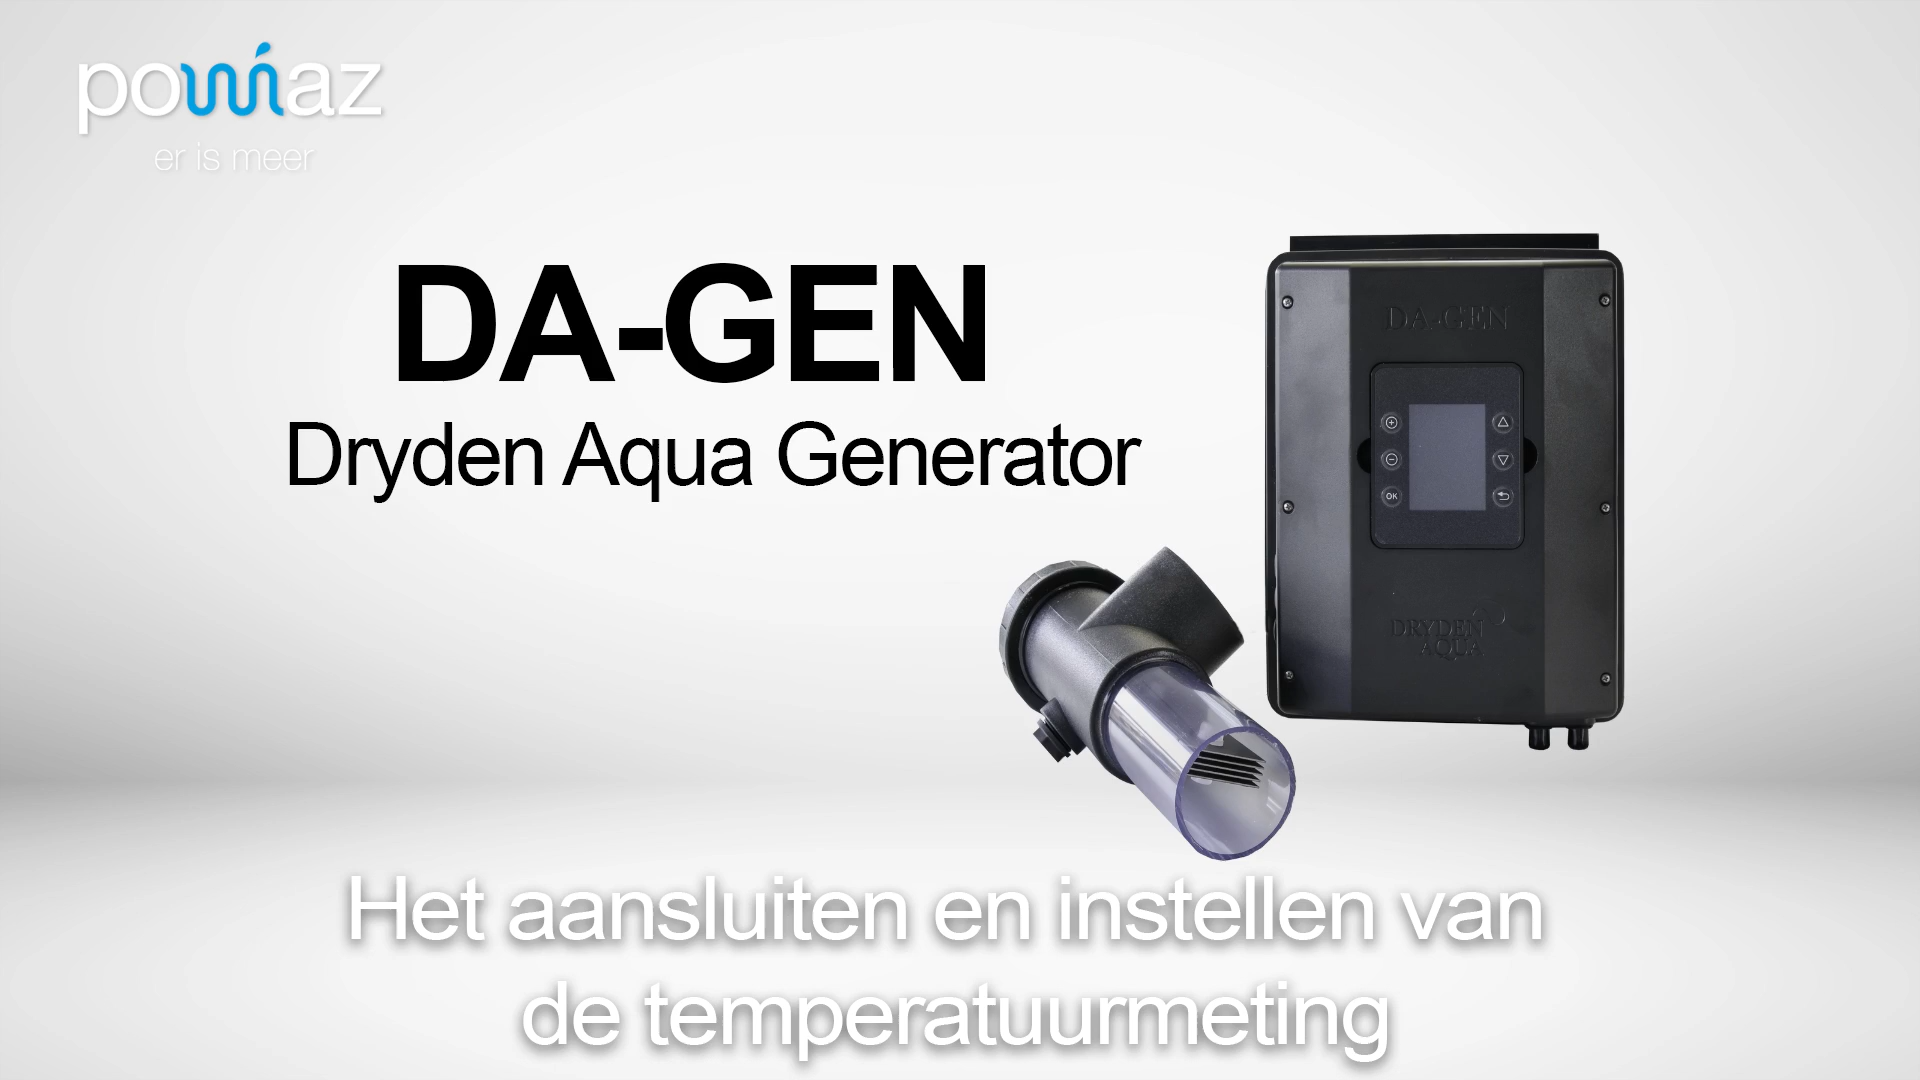 pomaz
er is meer
DA-GEN
Dryden Aqua Generator
DA-GEN
OK
DRYDEN
AQUA
Het aansluiten en instellen van
de temperatuurmeting